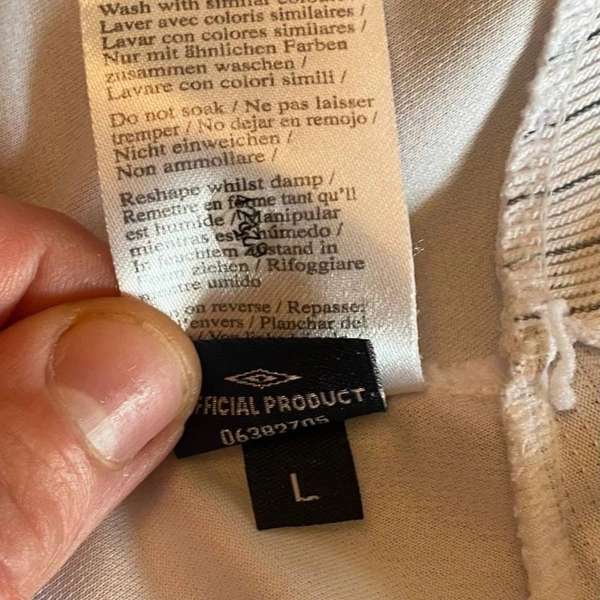 Wash with similar colours /
Laver avec coloris similaires /
Lavar con colores similares /
Nur mit ähnlichen Farben
zusammen waschen /
Lavare con colori simili /
Do not soak / Ne pas laisser
tremper / No dejar en remojo /
Nicht einweichen /
Non ammollare /
Reshape whilst damp /
Remettre en forme tant qu'il
est humide / Manipular
mientras esté húmedo /
In feuchtem Zustand in
ziehen / Rifoggiare
umido
on reverse / Repasser
l'envers / Planchar del
FFICIAL PRODUCT
L